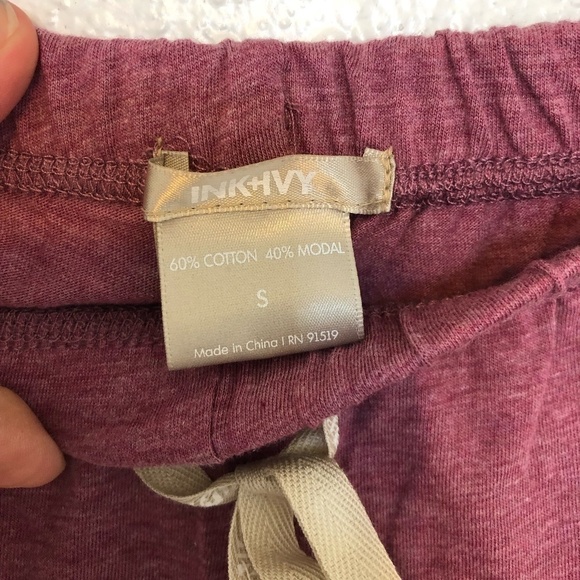 INK+IVY
60% COTTON 40% MODAL
S
Made in China | RN 91519